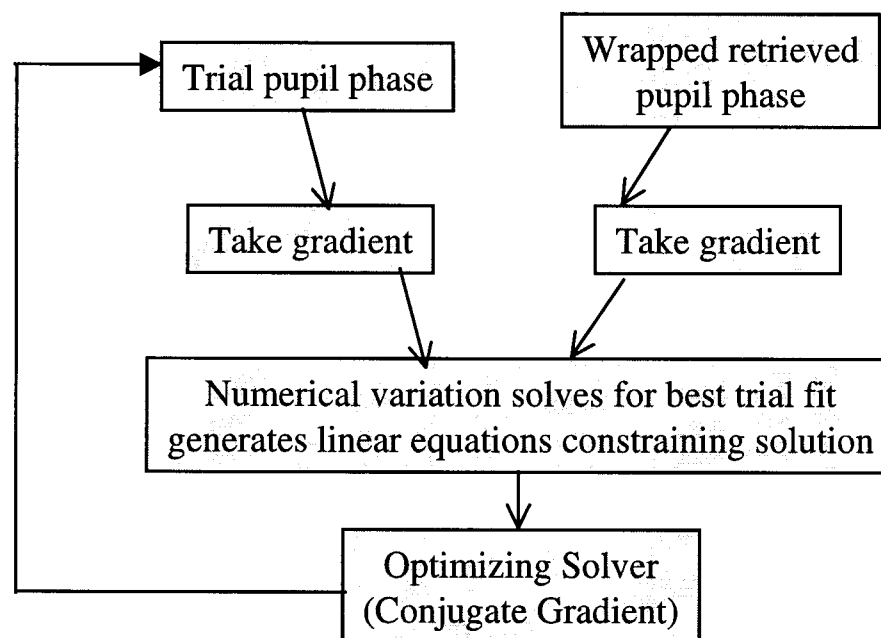 Trial pupil phase
Wrapped retrieved
pupil phase
Take gradient
Take gradient
Numerical variation solves for best trial fit
generates linear equations constraining solution
Optimizing Solver
(Conjugate Gradient)